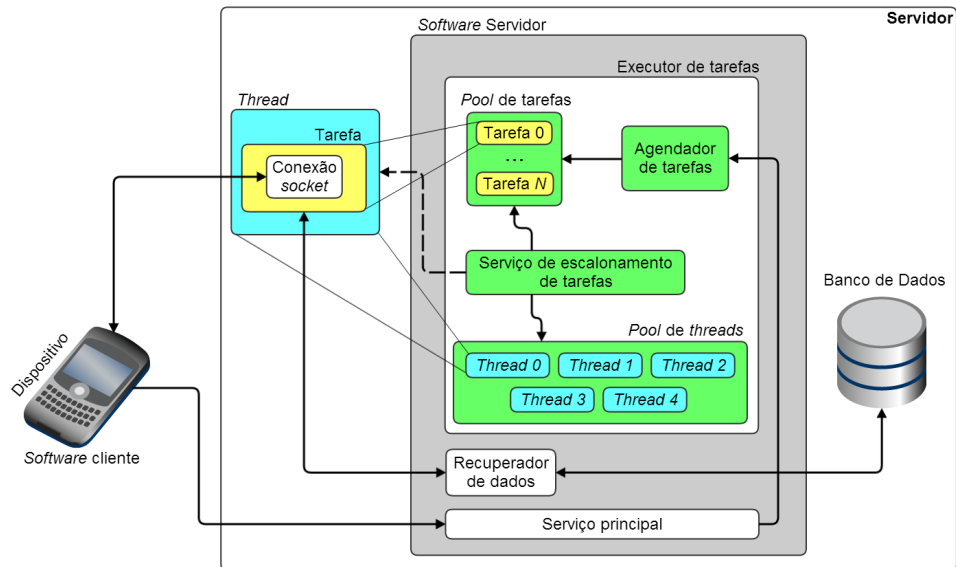 Servidor
Software Servidor
Executor de tarefas
Thread
Tarefa
Conexão
socket
Pool de tarefas
Tarefa 0
...
Tarefa N
Agendador
de tarefas
Serviço de escalonamento
de tarefas
Pool de threads
Thread 0
Thread 1
Thread 2
Thread 3
Thread 4
Banco de Dados
Dispositivo
Software cliente
Recuperador
de dados
Serviço principal